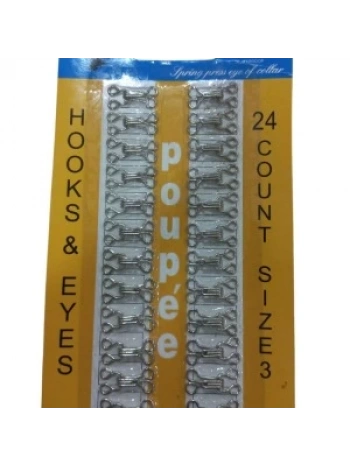 Spring press eye of collar
HOOKS & EYES
poupée
24 COUNT SIZE 3